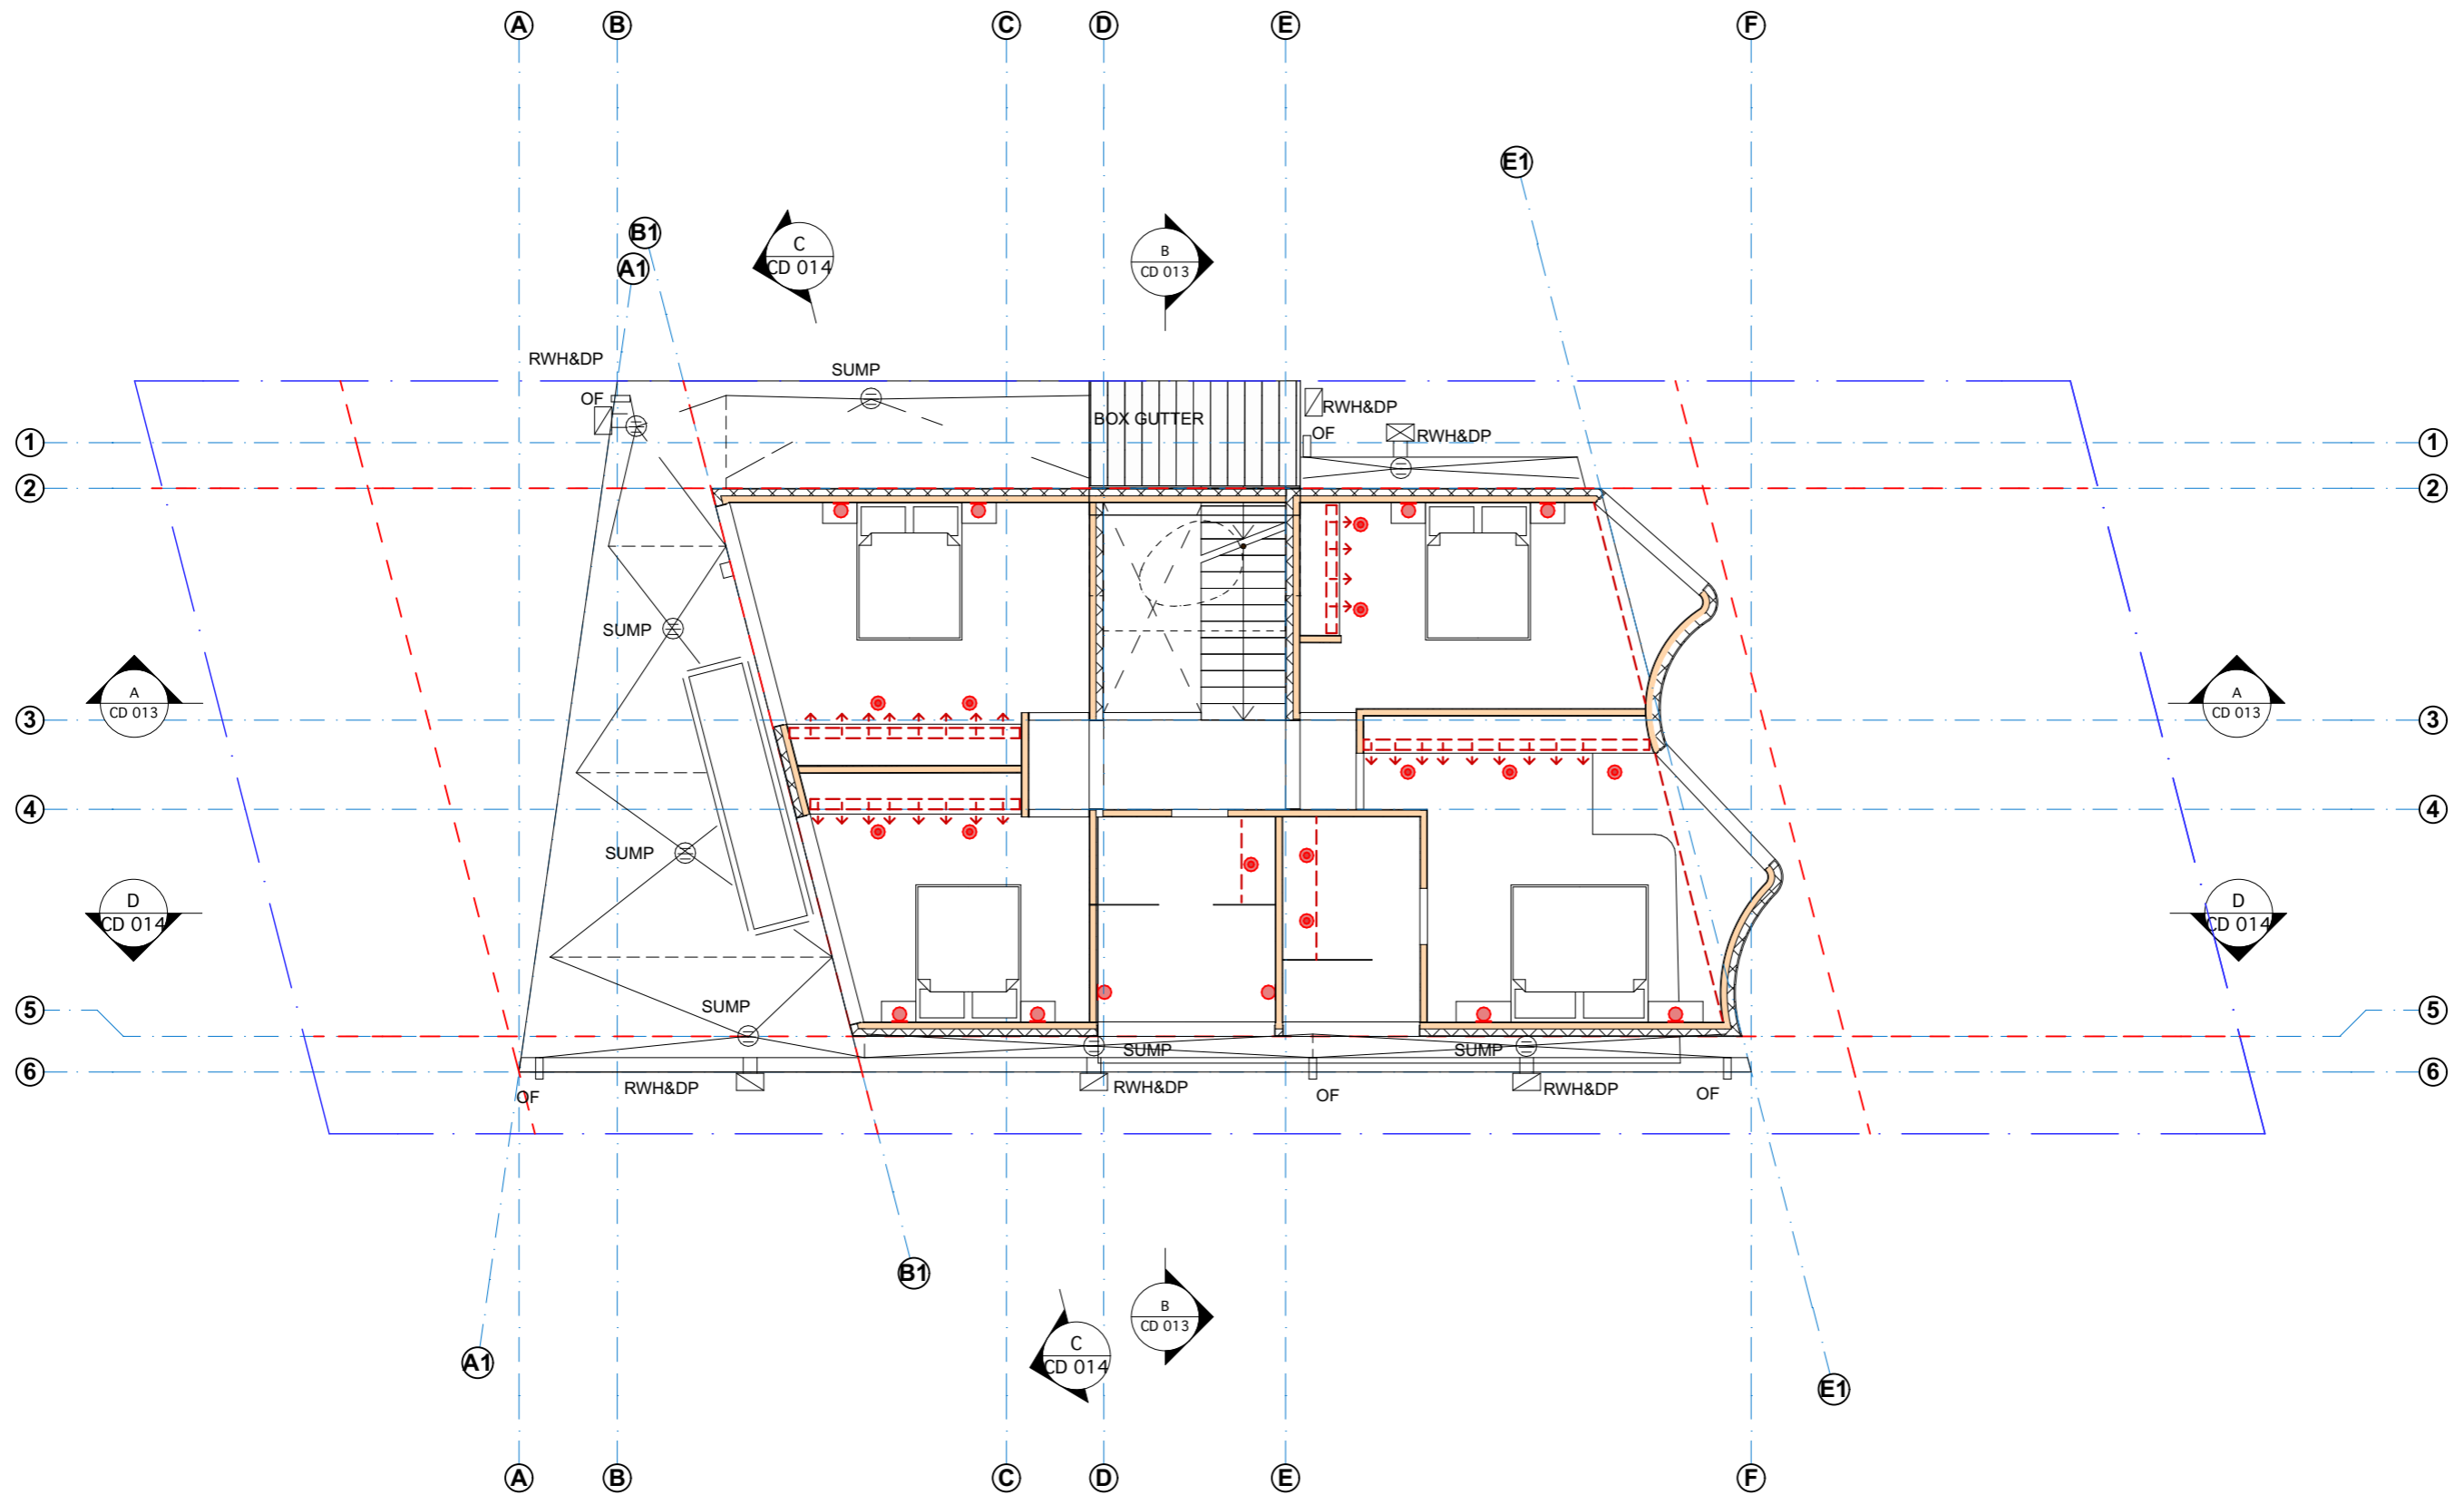 A
B
C
D
E
F
E1
B1
A1
C
CD 014
B
CD 013
RWH&DP
SUMP
OF
BOX GUTTER
RWH&DP
OF
RWH&DP
1
1
2
2
SUMP
A
CD 013
A
CD 013
3
3
4
4
SUMP
D
CD 014
D
CD 014
5
SUMP
5
SUMP
SUMP
6
6
OF
RWH&DP
RWH&DP
OF
RWH&DP
OF
B1
B
CD 013
C
CD 014
A1
E1
A
B
C
D
E
F